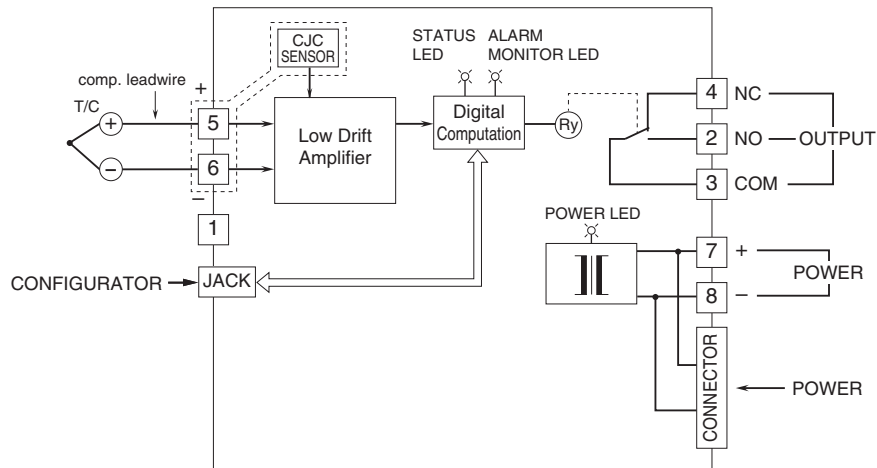 STATUS
LED
ALARM
MONITOR LED
CJC
SENSOR
comp. leadwire
T/C
+
+
5
Low Drift
Amplifier
Digital
Computation
Ry
4
NC
2
NO
OUTPUT
3
COM
−
6
−
1
POWER LED
7
+
POWER
8
−
CONFIGURATOR
JACK
CONNECTOR
POWER